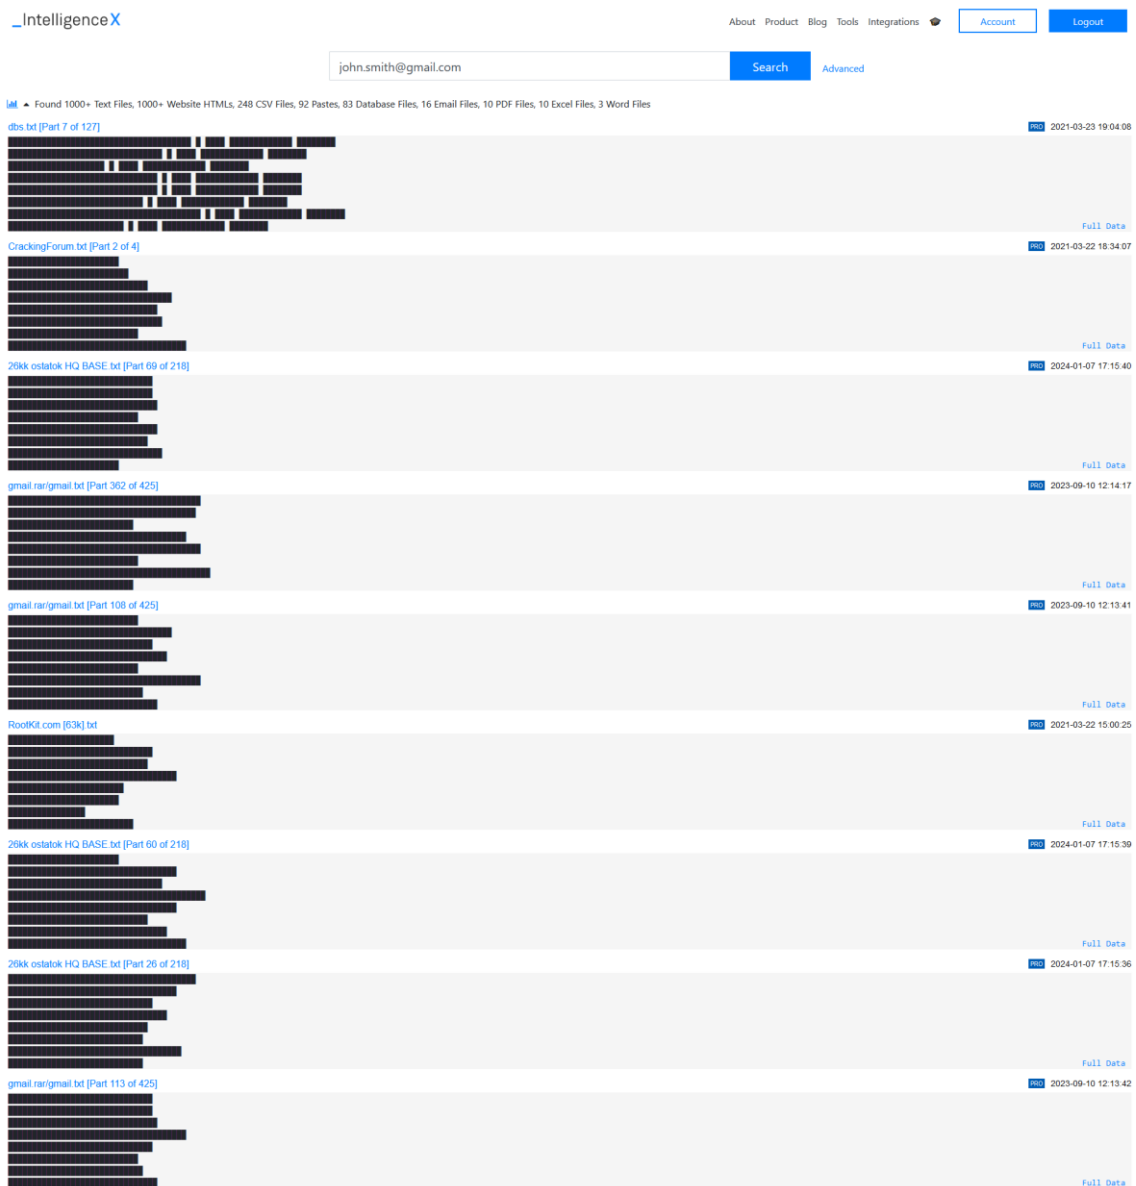 _IntelligenceX
About Product Blog Tools Integrations Account Logout
john.smith@gmail.com Search Advanced
Found 1000+ Text Files, 1000+ Website HTMLs, 248 CSV Files, 92 Pastes, 83 Database Files, 16 Email Files, 10 PDF Files, 10 Excel Files, 3 Word Files
dbs.txt [Part 7 of 127] PRO 2021-03-23 19:04:08
Full Data
CrackingForum.txt [Part 2 of 4] PRO 2021-03-22 18:34:07
Full Data
26kk ostatok HQ BASE.txt [Part 69 of 218] PRO 2024-01-07 17:15:40
Full Data
gmail.rar/gmail.txt [Part 362 of 425] PRO 2023-09-10 12:14:17
Full Data
gmail.rar/gmail.txt [Part 108 of 425] PRO 2023-09-10 12:13:41
Full Data
RootKit.com [63k].txt PRO 2021-03-22 15:00:25
Full Data
26kk ostatok HQ BASE.txt [Part 60 of 218] PRO 2024-01-07 17:15:39
Full Data
26kk ostatok HQ BASE.txt [Part 26 of 218] PRO 2024-01-07 17:15:36
Full Data
gmail.rar/gmail.txt [Part 113 of 425] PRO 2023-09-10 12:13:42
Full Data